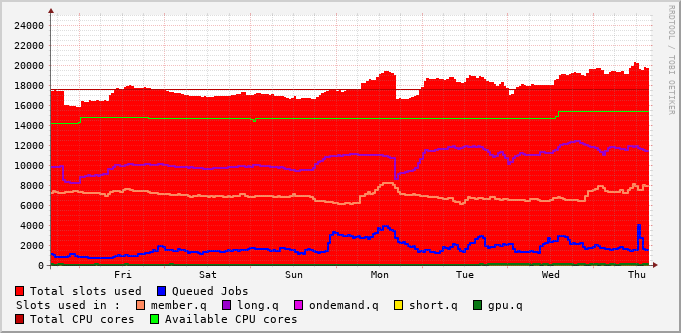 24000
22000
20000
18000
16000
14000
12000
10000
8000
6000
4000
2000
0
Fri Sat Sun Mon Tue Wed Thu
Total slots used Queued Jobs
Slots used in : member.q long.q ondemand.q short.q gpu.q
Total CPU cores Available CPU cores
RRDTOOL / TOBI OETIKER